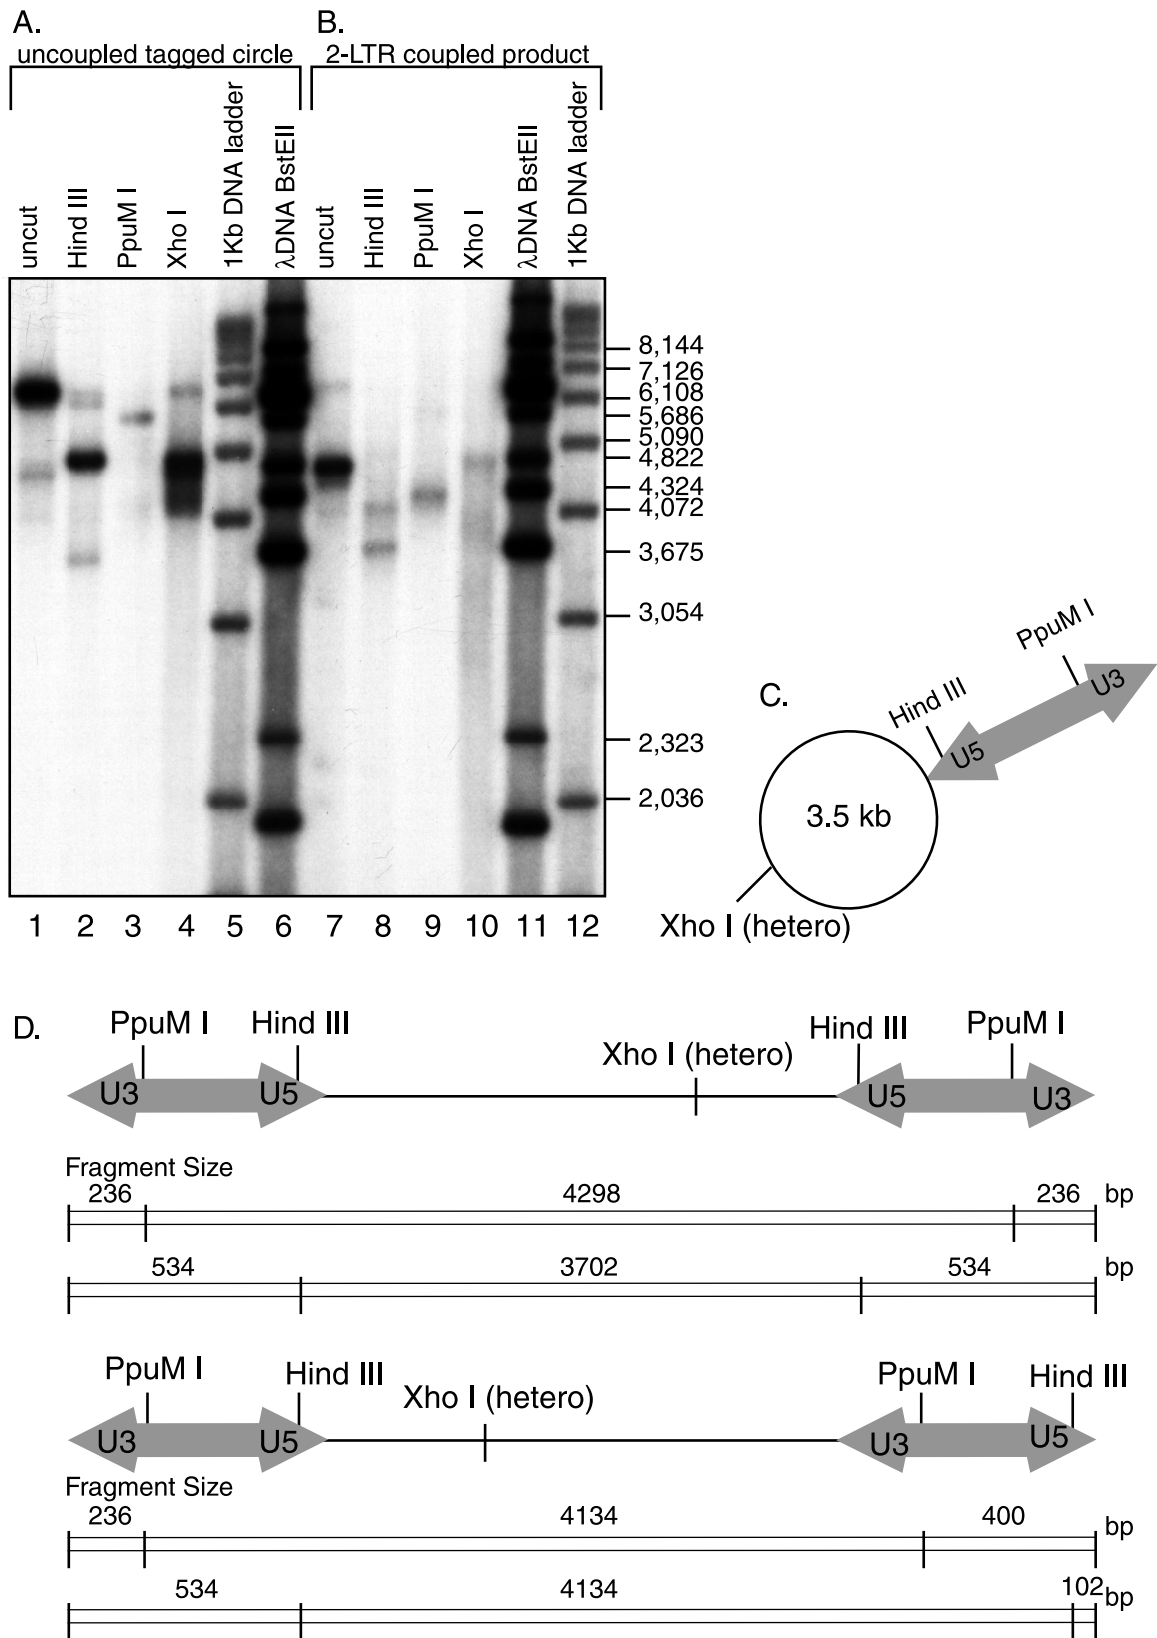 A. B.
uncoupled tagged circle 2-LTR coupled product
uncut Hind III PpuM I Xho I 1Kb DNA ladder λDNA BstEII uncut Hind III PpuM I Xho I λDNA BstEII 1Kb DNA ladder
8,144
7,126
6,108
5,686
5,090
4,822
4,324
4,072
3,675
3,054
2,323
2,036
1 2 3 4 5 6 7 8 9 10 11 12
C.
PpuM I
Hind III
U3
U5
3.5 kb
Xho I (hetero)
D.
PpuM I Hind III Hind III PpuM I
Xho I (hetero)
U3 U5 U5 U3
Fragment Size
236 4298 236 bp
534 3702 534 bp
PpuM I Hind III PpuM I Hind III
Xho I (hetero)
U3 U5 U3 U5
Fragment Size
236 4134 400 bp
534 4134 102 bp